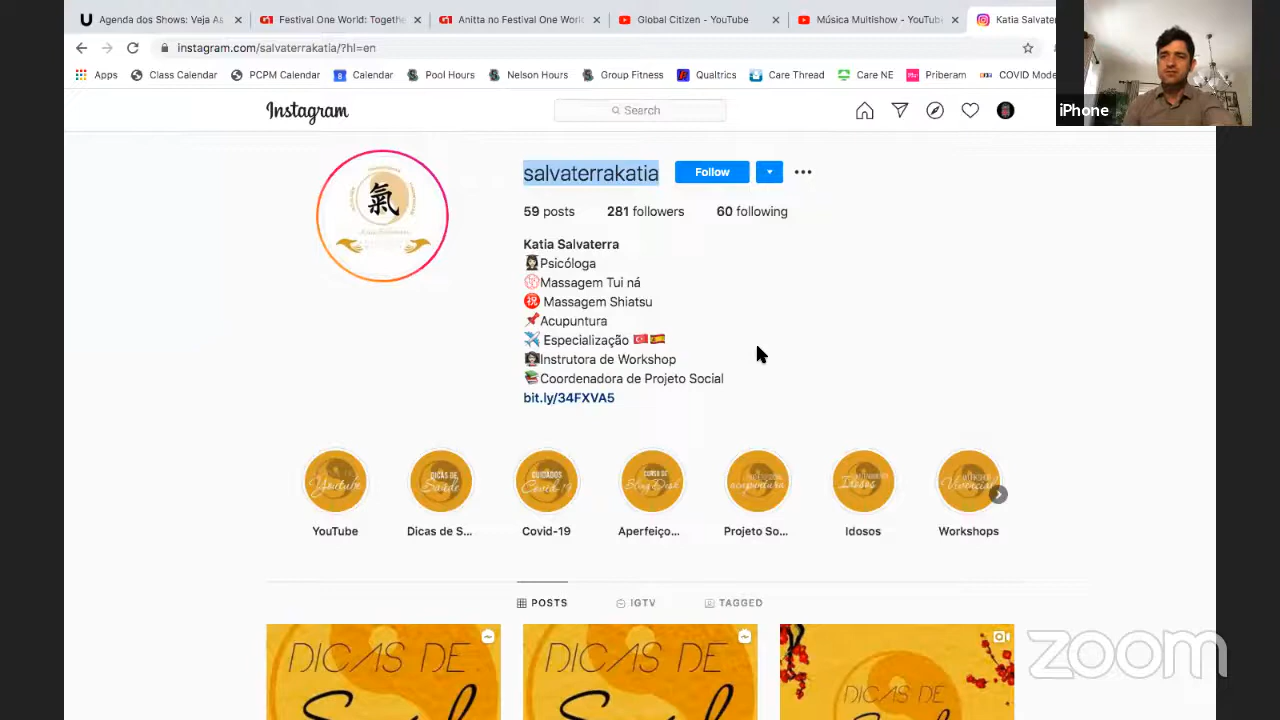 Agenda dos Shows: Veja As
Festival One World: Togethe
Anitta no Festival One Worl
Global Citizen - YouTube
Música Multishow - YouTub
Katia Salvater
instagram.com/salvaterrakatia/?hl=en
Apps
Class Calendar
PCPM Calendar
Calendar
Pool Hours
Nelson Hours
Group Fitness
Qualtrics
Care Thread
Care NE
Priberam
COVID Mode
iPhone
Instagram
Search
salvaterrakatia
Follow
59 posts
281 followers
60 following
Katia Salvaterra
Psicóloga
Massagem Tui ná
Massagem Shiatsu
Acupuntura
Especialização
Instrutora de Workshop
Coordenadora de Projeto Social
bit.ly/34FXVA5
氣
YouTube
Dicas de S...
Covid-19
Aperfeiço...
Projeto So...
Idosos
Workshops
POSTS
IGTV
TAGGED
DICAS DE
DICAS DE
DICAS DE
zoom